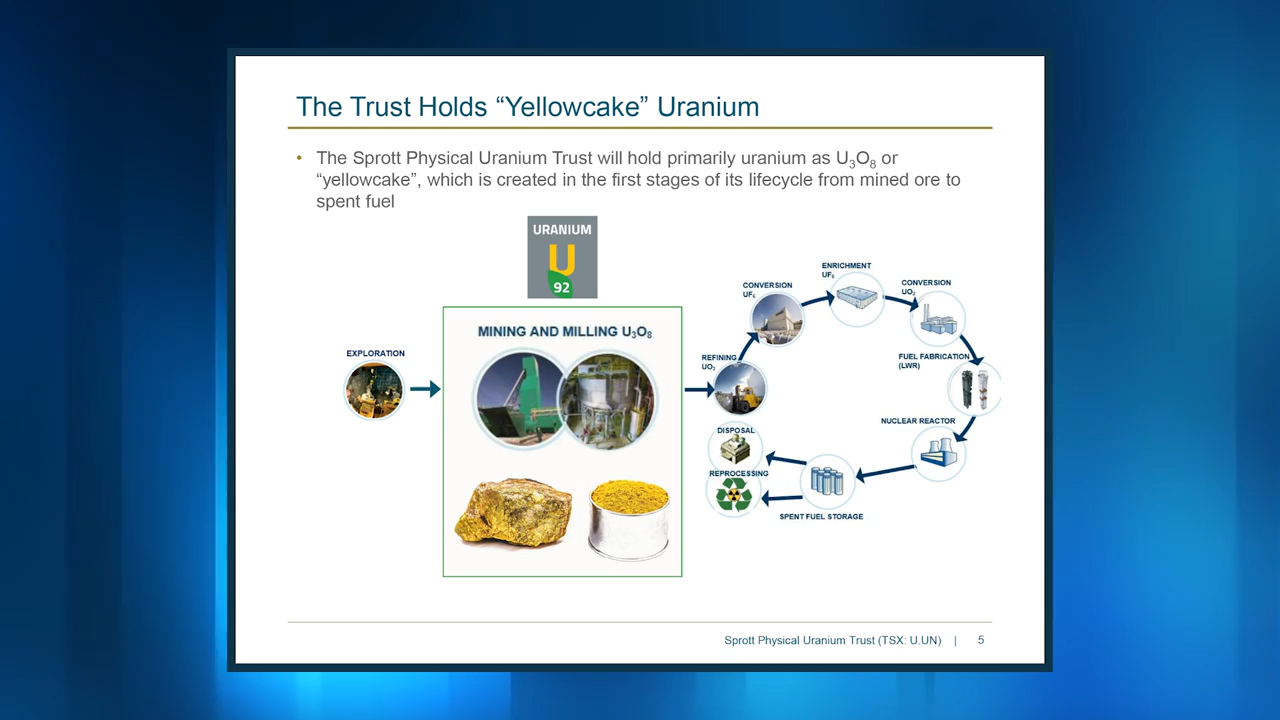 The Trust Holds “Yellowcake” Uranium
• The Sprott Physical Uranium Trust will hold primarily uranium as U₃O₈ or
“yellowcake”, which is created in the first stages of its lifecycle from mined ore to
spent fuel
URANIUM
U
92
EXPLORATION
MINING AND MILLING U₃O₈
REFINING
UO₂
CONVERSION
UF₆
ENRICHMENT
UF₆
CONVERSION
UO₂
FUEL FABRICATION
(LWR)
NUCLEAR REACTOR
SPENT FUEL STORAGE
DISPOSAL
REPROCESSING
Sprott Physical Uranium Trust (TSX: U.UN) | 5